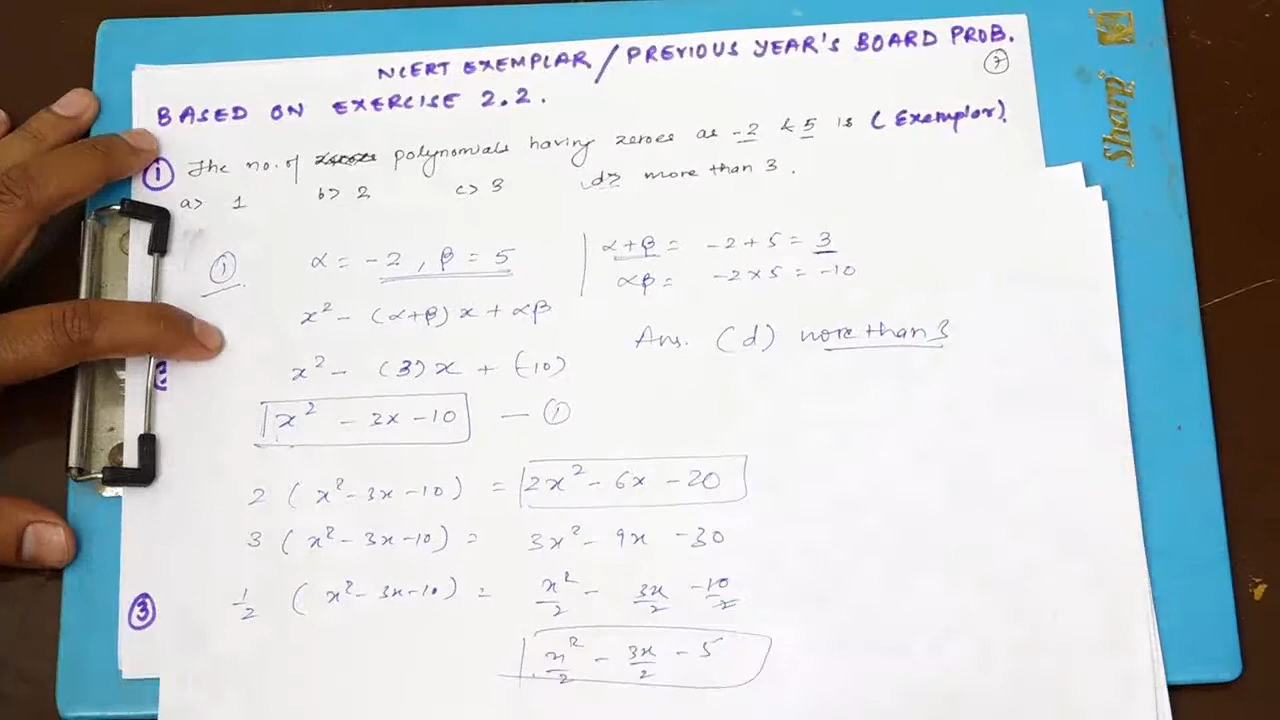 NCERT EXEMPLAR / PREVIOUS YEAR'S BOARD PROB.
7
BASED ON EXERCISE 2.2.
① The no. of polynomials having zeroes as -2 & 5 is (Exemplar).
a> 1 b> 2 c> 3 d> more than 3.
① α = -2, β = 5
α+β = -2+5 = 3
αβ = -2×5 = -10
x² - (α+β) x + αβ
Ans. (d) more than 3
x² - (3)x + (-10)
x² - 3x - 10 — ①
2 (x² - 3x - 10) = 2x² - 6x - 20
3 (x² - 3x - 10) = 3x² - 9x - 30
1/2 (x² - 3x - 10) = x²/2 - 3x/2 - 10/2
③
x²/2 - 3x/2 - 5
Sharp